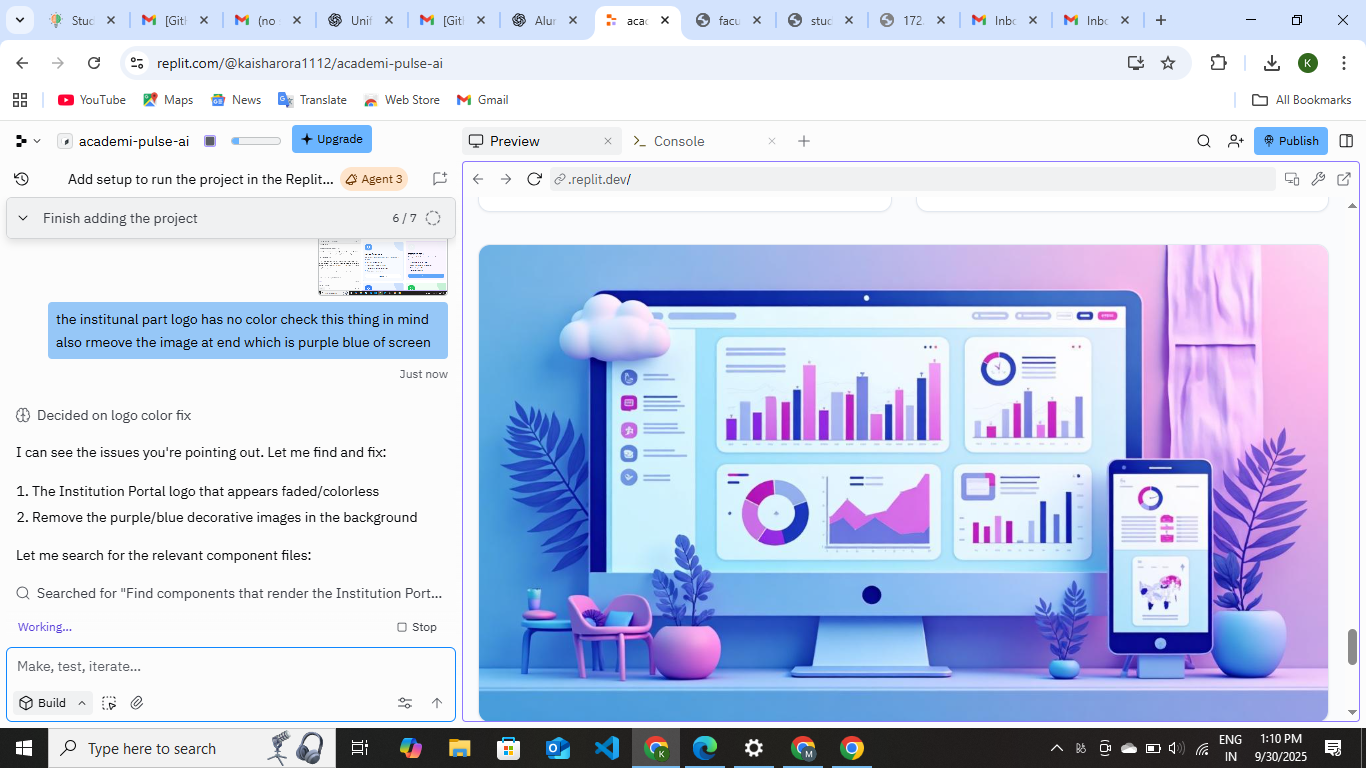 Stuc
[Gitl
(no
Unif
[Gitl
Alur
acac
facu
stud
172.
Inbc
Inbc
replit.com/@kaisharora1112/academi-pulse-ai
K
YouTube
Maps
News
Translate
Web Store
Gmail
All Bookmarks
academi-pulse-ai
Upgrade
Preview
Console
Publish
Add setup to run the project in the Replit...
Agent 3
.replit.dev/
Finish adding the project
6 / 7
the institunal part logo has no color check this thing in mind
also rmeove the image at end which is purple blue of screen
Just now
Decided on logo color fix
I can see the issues you're pointing out. Let me find and fix:
1. The Institution Portal logo that appears faded/colorless
2. Remove the purple/blue decorative images in the background
Let me search for the relevant component files:
Searched for "Find components that render the Institution Port...
Working...
Stop
Make, test, iterate...
Build
Type here to search
ENG
IN
1:10 PM
9/30/2025